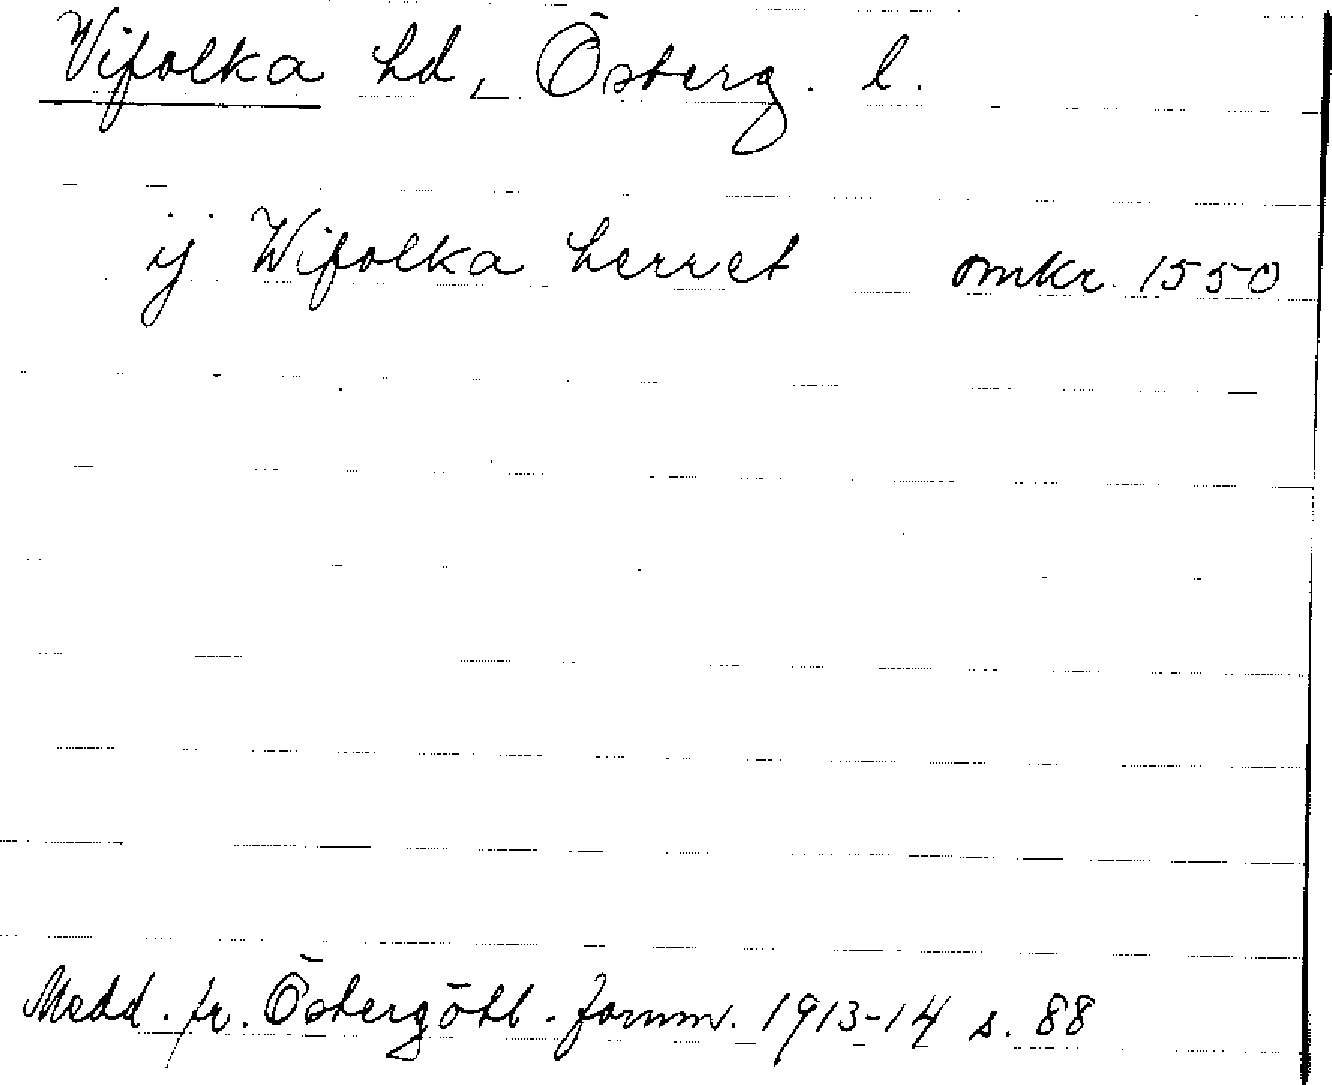 Vifolka hd, Österg. l.
ij Wifolka herret omkr. 1550
Medd. fr. Östergötl. fornm. 1913-14 s. 88